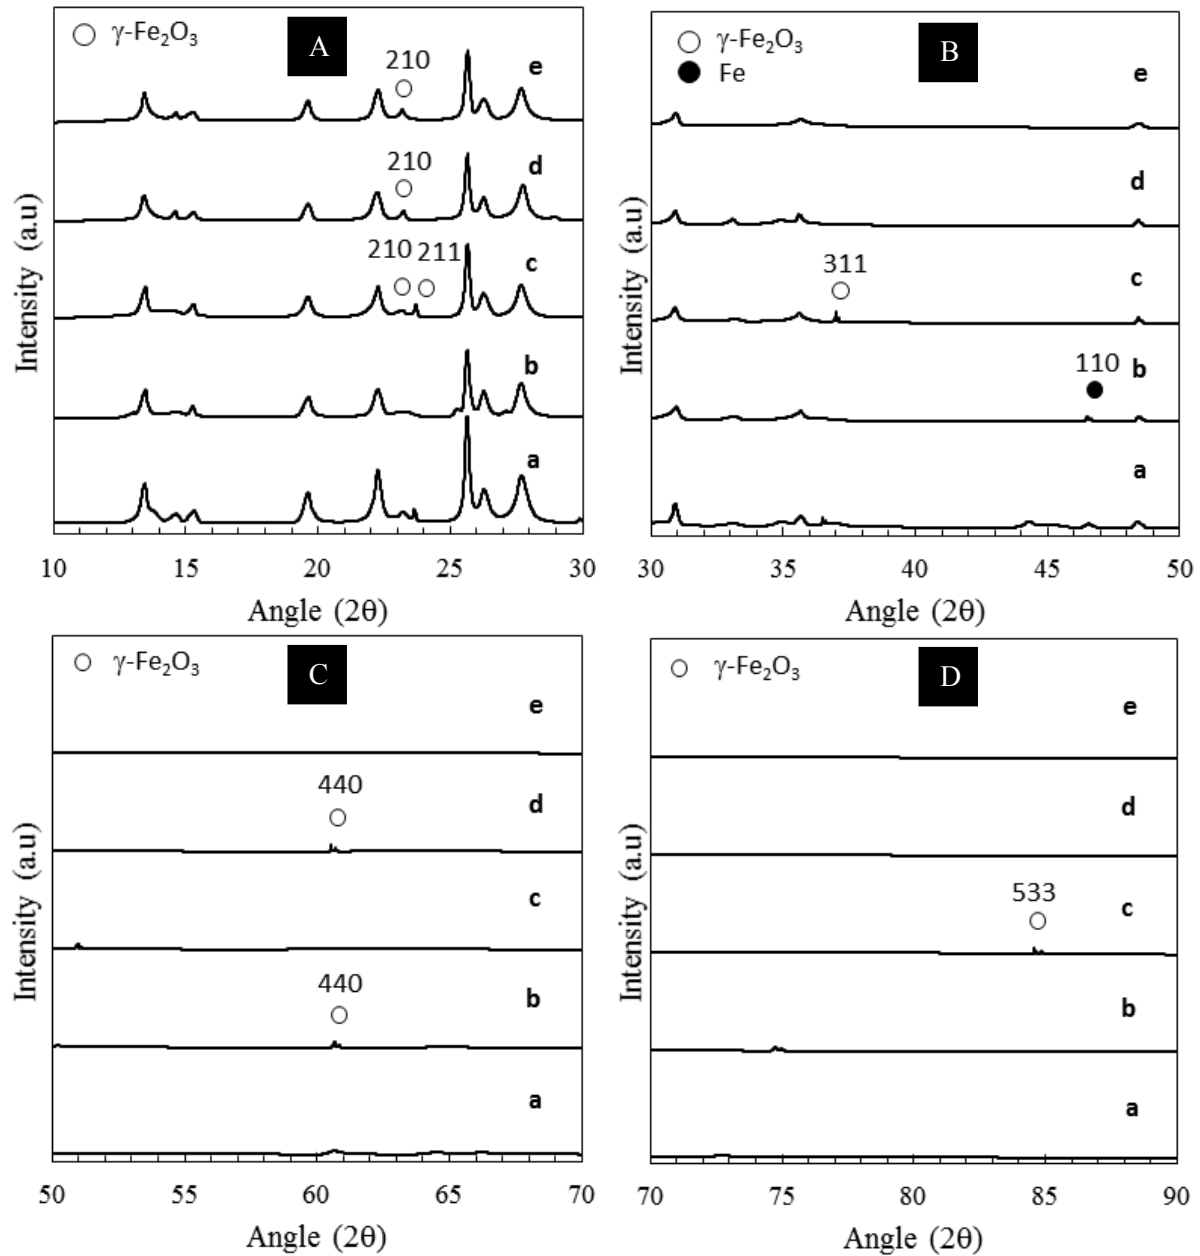 γ-Fe₂O₃
A
210
e
210
d
210 211
c
b
a
Intensity (a.u)
10 15 20 25 30
Angle (2θ)
γ-Fe₂O₃
Fe
B
e
d
311
c
110
b
a
Intensity (a.u)
30 35 40 45 50
Angle (2θ)
γ-Fe₂O₃
C
e
440
d
c
440
b
a
Intensity (a.u)
50 55 60 65 70
Angle (2θ)
γ-Fe₂O₃
D
e
d
533
c
b
a
Intensity (a.u)
70 75 80 85 90
Angle (2θ)